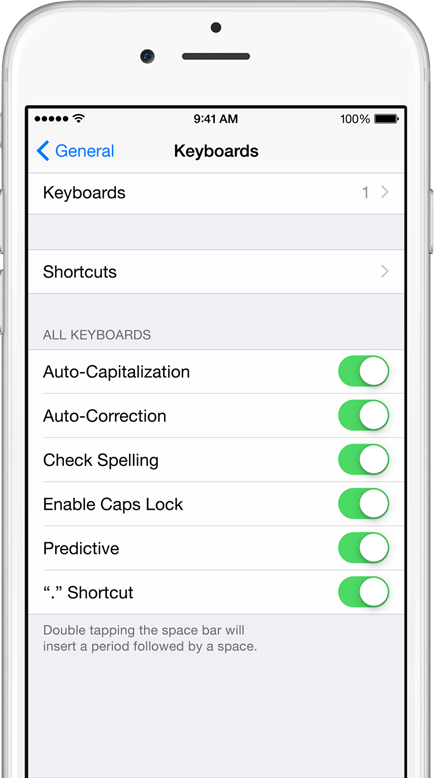 9:41 AM 100%
General Keyboards
Keyboards 1
Shortcuts
ALL KEYBOARDS
Auto-Capitalization
Auto-Correction
Check Spelling
Enable Caps Lock
Predictive
“.” Shortcut
Double tapping the space bar will
insert a period followed by a space.